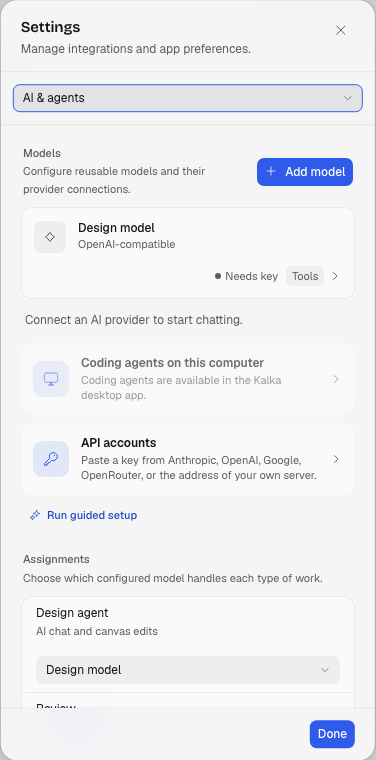 Settings
Manage integrations and app preferences.
AI & agents
Models
Configure reusable models and their
provider connections.
Add model
Design model
OpenAI-compatible
Needs key
Tools
Connect an AI provider to start chatting.
Coding agents on this computer
Coding agents are available in the Kalka
desktop app.
API accounts
Paste a key from Anthropic, OpenAI, Google,
OpenRouter, or the address of your own server.
Run guided setup
Assignments
Choose which configured model handles each type of work.
Design agent
AI chat and canvas edits
Design model
Review
Done